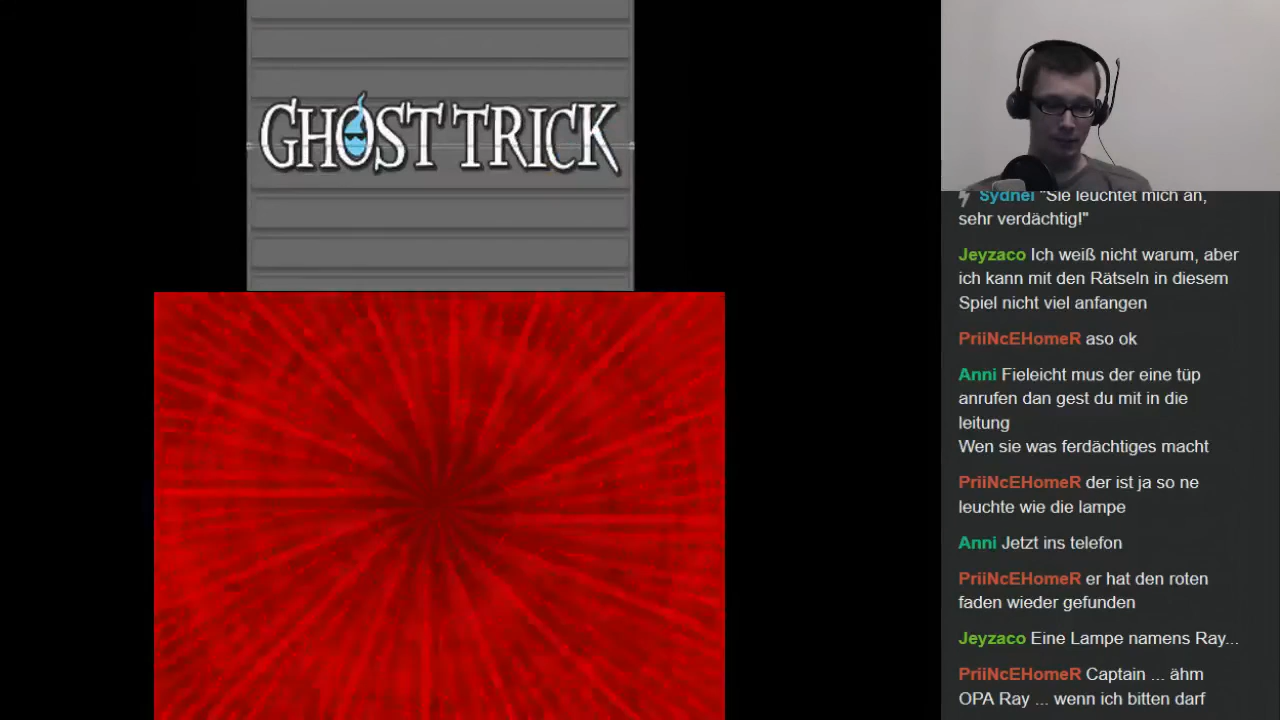 GHOST TRICK
Sydnei "Sie leuchtet mich an,
sehr verdächtig!"
Jeyzaco Ich weiß nicht warum, aber
ich kann mit den Rätseln in diesem
Spiel nicht viel anfangen
PriiNcEHomeR aso ok
Anni Fieleicht mus der eine tüp
anrufen dan gest du mit in die
leitung
Wen sie was ferdächtiges macht
PriiNcEHomeR der ist ja so ne
leuchte wie die lampe
Anni Jetzt ins telefon
PriiNcEHomeR er hat den roten
faden wieder gefunden
Jeyzaco Eine Lampe namens Ray...
PriiNcEHomeR Captain ... ähm
OPA Ray ... wenn ich bitten darf